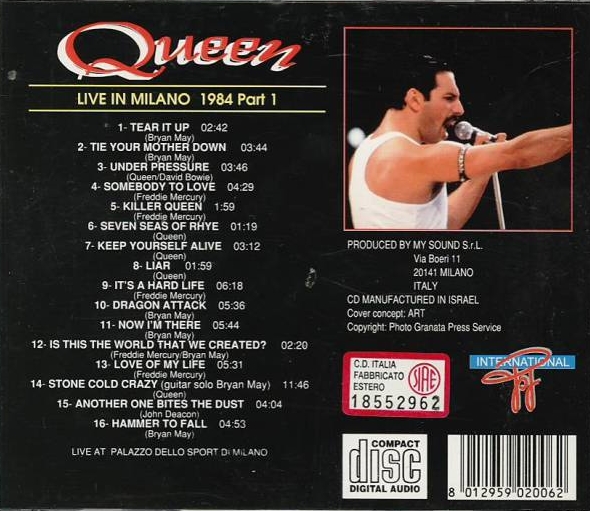 Queen
LIVE IN MILANO 1984 Part 1
1- TEAR IT UP 02:42
(Bryan May)
2- TIE YOUR MOTHER DOWN 03:44
(Bryan May)
3- UNDER PRESSURE 03:46
(Queen/David Bowie)
4- SOMEBODY TO LOVE 04:29
(Freddie Mercury)
5- KILLER QUEEN 1:59
(Freddie Mercury)
6- SEVEN SEAS OF RHYE 01:19
(Queen)
7- KEEP YOURSELF ALIVE 03:12
(Queen)
8- LIAR 01:59
(Queen)
9- IT'S A HARD LIFE 06:18
(Freddie Mercury)
10- DRAGON ATTACK 05:36
(Bryan May)
11- NOW I'M THERE 05:44
(Bryan May)
12- IS THIS THE WORLD THAT WE CREATED? 02:20
(Freddie Mercury/Bryan May)
13- LOVE OF MY LIFE 05:31
(Freddie Mercury)
14- STONE COLD CRAZY (guitar solo Bryan May) 11:46
(Queen)
15- ANOTHER ONE BITES THE DUST 04:04
(John Deacon)
16- HAMMER TO FALL 04:53
(Bryan May)
LIVE AT PALAZZO DELLO SPORT Di MILANO
PRODUCED BY MY SOUND S.r.L.
Via Boeri 11
20141 MILANO
ITALY
CD MANUFACTURED IN ISRAEL
Cover concept: ART
Copyright: Photo Granata Press Service
C.D. ITALIA
FABBRICATO
ESTERO
SIAE
18552962
INTERNATIONAL
Pop
COMPACT
disc
DIGITAL AUDIO
8 012959 020062